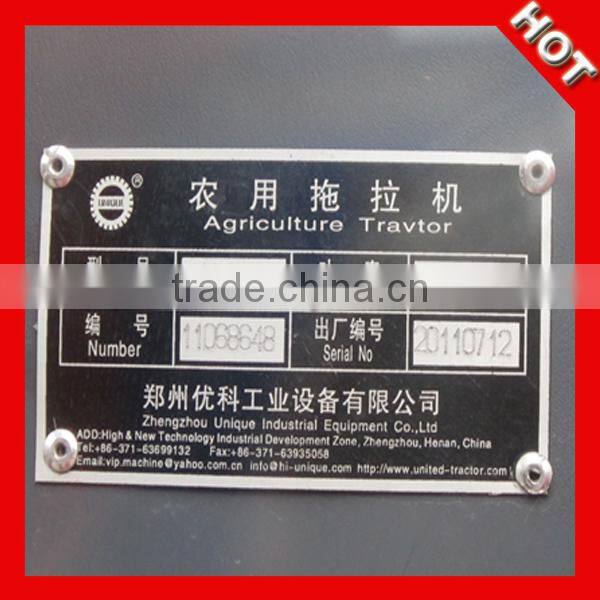 HOT
UNIQUE ®
农用拖拉机
Agriculture Travtor
trade.china.cn
编号 11068648 出厂编号 20110712
Number Serial No
郑州优科工业设备有限公司
Zhengzhou Unique Industrial Equipment Co.,Ltd
ADD:High & New Technology Industrial Development Zone, Zhengzhou, Henan, China
Tel:+86-371-63699132 Fax:+86-371-63935058
Email:vip.machine@yahoo.com.cn info@hi-unique.com http://www.united-tractor.com